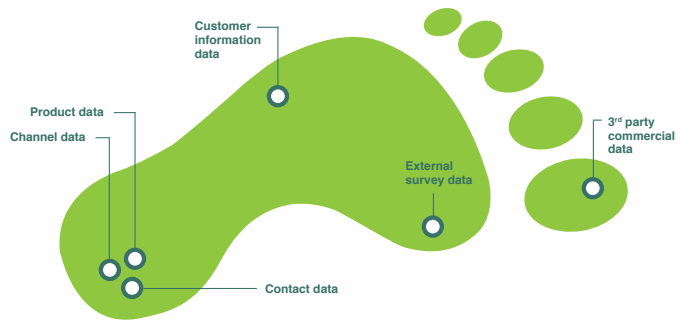 Customer
information
data
Product data
Channel data
3rd party
commercial
data
External
survey data
Contact data